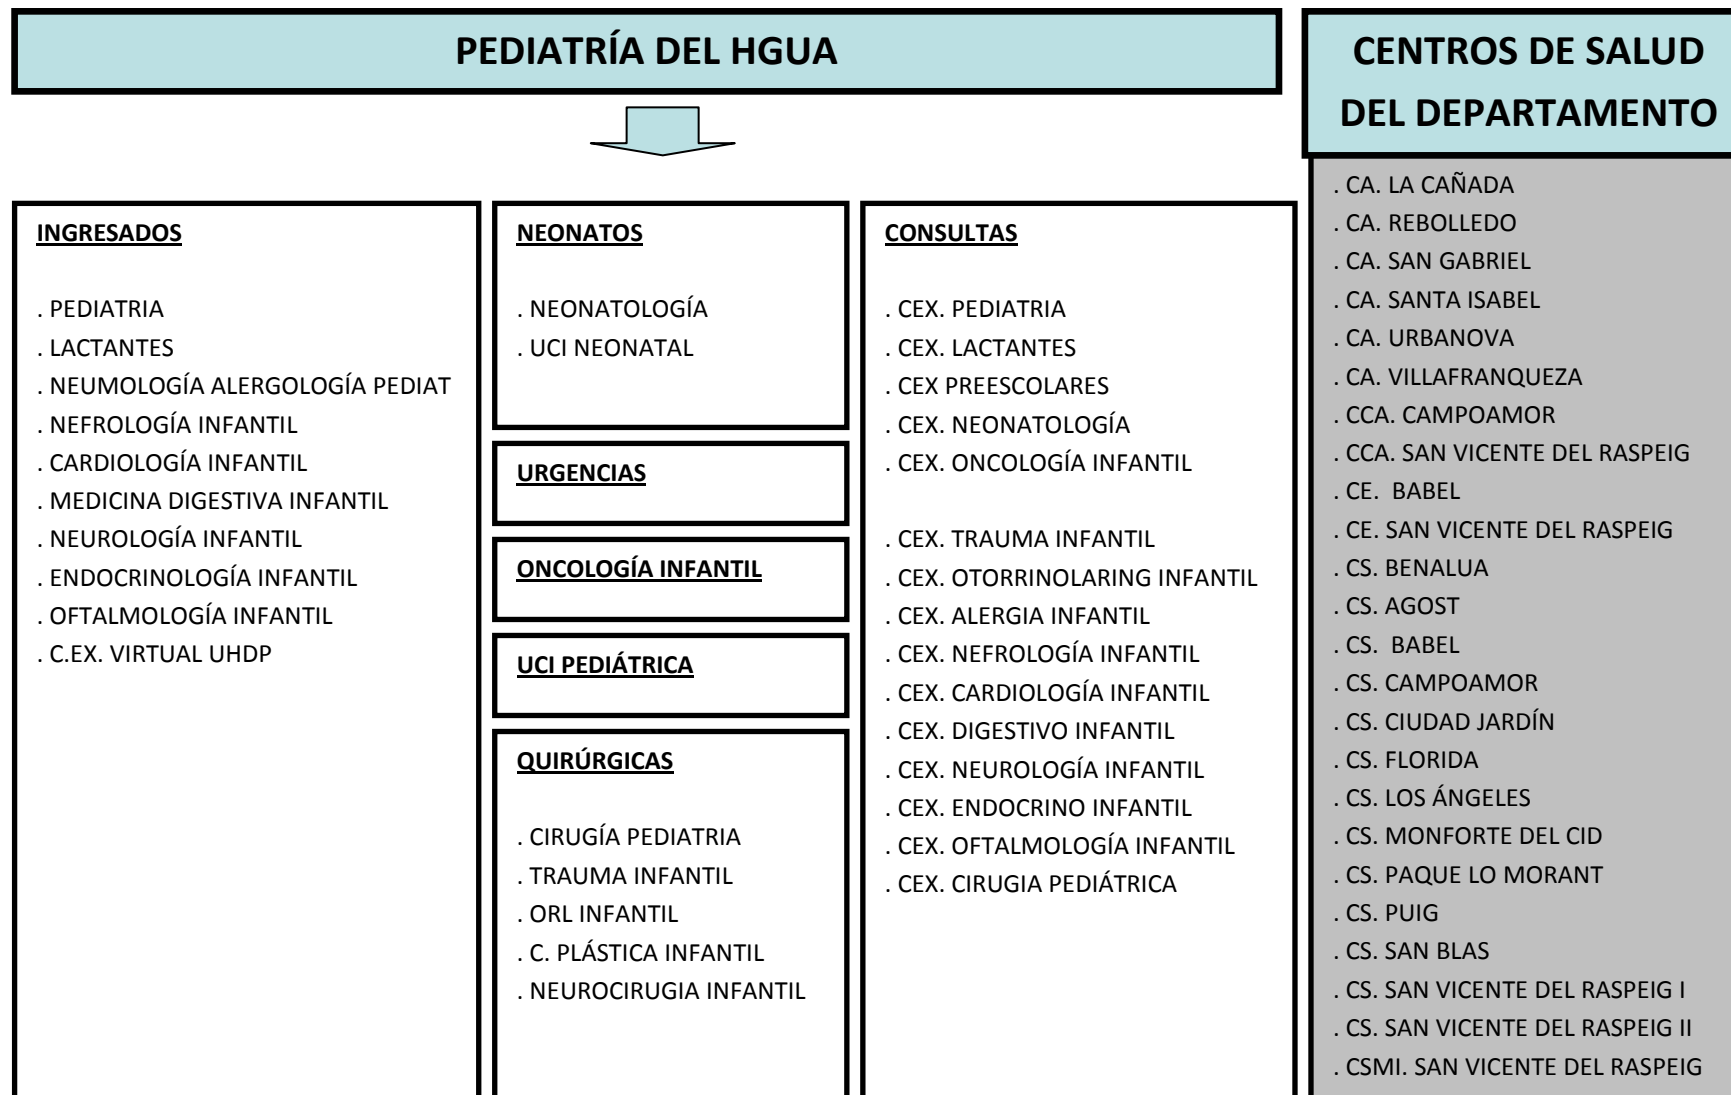 PEDIATRÍA DEL HGUA
CENTROS DE SALUD
DEL DEPARTAMENTO
INGRESADOS
. PEDIATRIA
. LACTANTES
. NEUMOLOGÍA ALERGOLOGÍA PEDIAT
. NEFROLOGÍA INFANTIL
. CARDIOLOGÍA INFANTIL
. MEDICINA DIGESTIVA INFANTIL
. NEUROLOGÍA INFANTIL
. ENDOCRINOLOGÍA INFANTIL
. OFTALMOLOGÍA INFANTIL
. C.EX. VIRTUAL UHDP
NEONATOS
. NEONATOLOGÍA
. UCI NEONATAL
URGENCIAS
ONCOLOGÍA INFANTIL
UCI PEDIÁTRICA
QUIRÚRGICAS
. CIRUGÍA PEDIATRIA
. TRAUMA INFANTIL
. ORL INFANTIL
. C. PLÁSTICA INFANTIL
. NEUROCIRUGIA INFANTIL
CONSULTAS
. CEX. PEDIATRIA
. CEX. LACTANTES
. CEX PREESCOLARES
. CEX. NEONATOLOGÍA
. CEX. ONCOLOGÍA INFANTIL
. CEX. TRAUMA INFANTIL
. CEX. OTORRINOLARING INFANTIL
. CEX. ALERGIA INFANTIL
. CEX. NEFROLOGÍA INFANTIL
. CEX. CARDIOLOGÍA INFANTIL
. CEX. DIGESTIVO INFANTIL
. CEX. NEUROLOGÍA INFANTIL
. CEX. ENDOCRINO INFANTIL
. CEX. OFTALMOLOGÍA INFANTIL
. CEX. CIRUGIA PEDIÁTRICA
. CA. LA CAÑADA
. CA. REBOLLEDO
. CA. SAN GABRIEL
. CA. SANTA ISABEL
. CA. URBANOVA
. CA. VILLAFRANQUEZA
. CCA. CAMPOAMOR
. CCA. SAN VICENTE DEL RASPEIG
. CE.  BABEL
. CE. SAN VICENTE DEL RASPEIG
. CS. BENALUA
. CS. AGOST
. CS.  BABEL
. CS. CAMPOAMOR
. CS. CIUDAD JARDÍN
. CS. FLORIDA
. CS. LOS ÁNGELES
. CS. MONFORTE DEL CID
. CS. PAQUE LO MORANT
. CS. PUIG
. CS. SAN BLAS
. CS. SAN VICENTE DEL RASPEIG I
. CS. SAN VICENTE DEL RASPEIG II
. CSMI. SAN VICENTE DEL RASPEIG